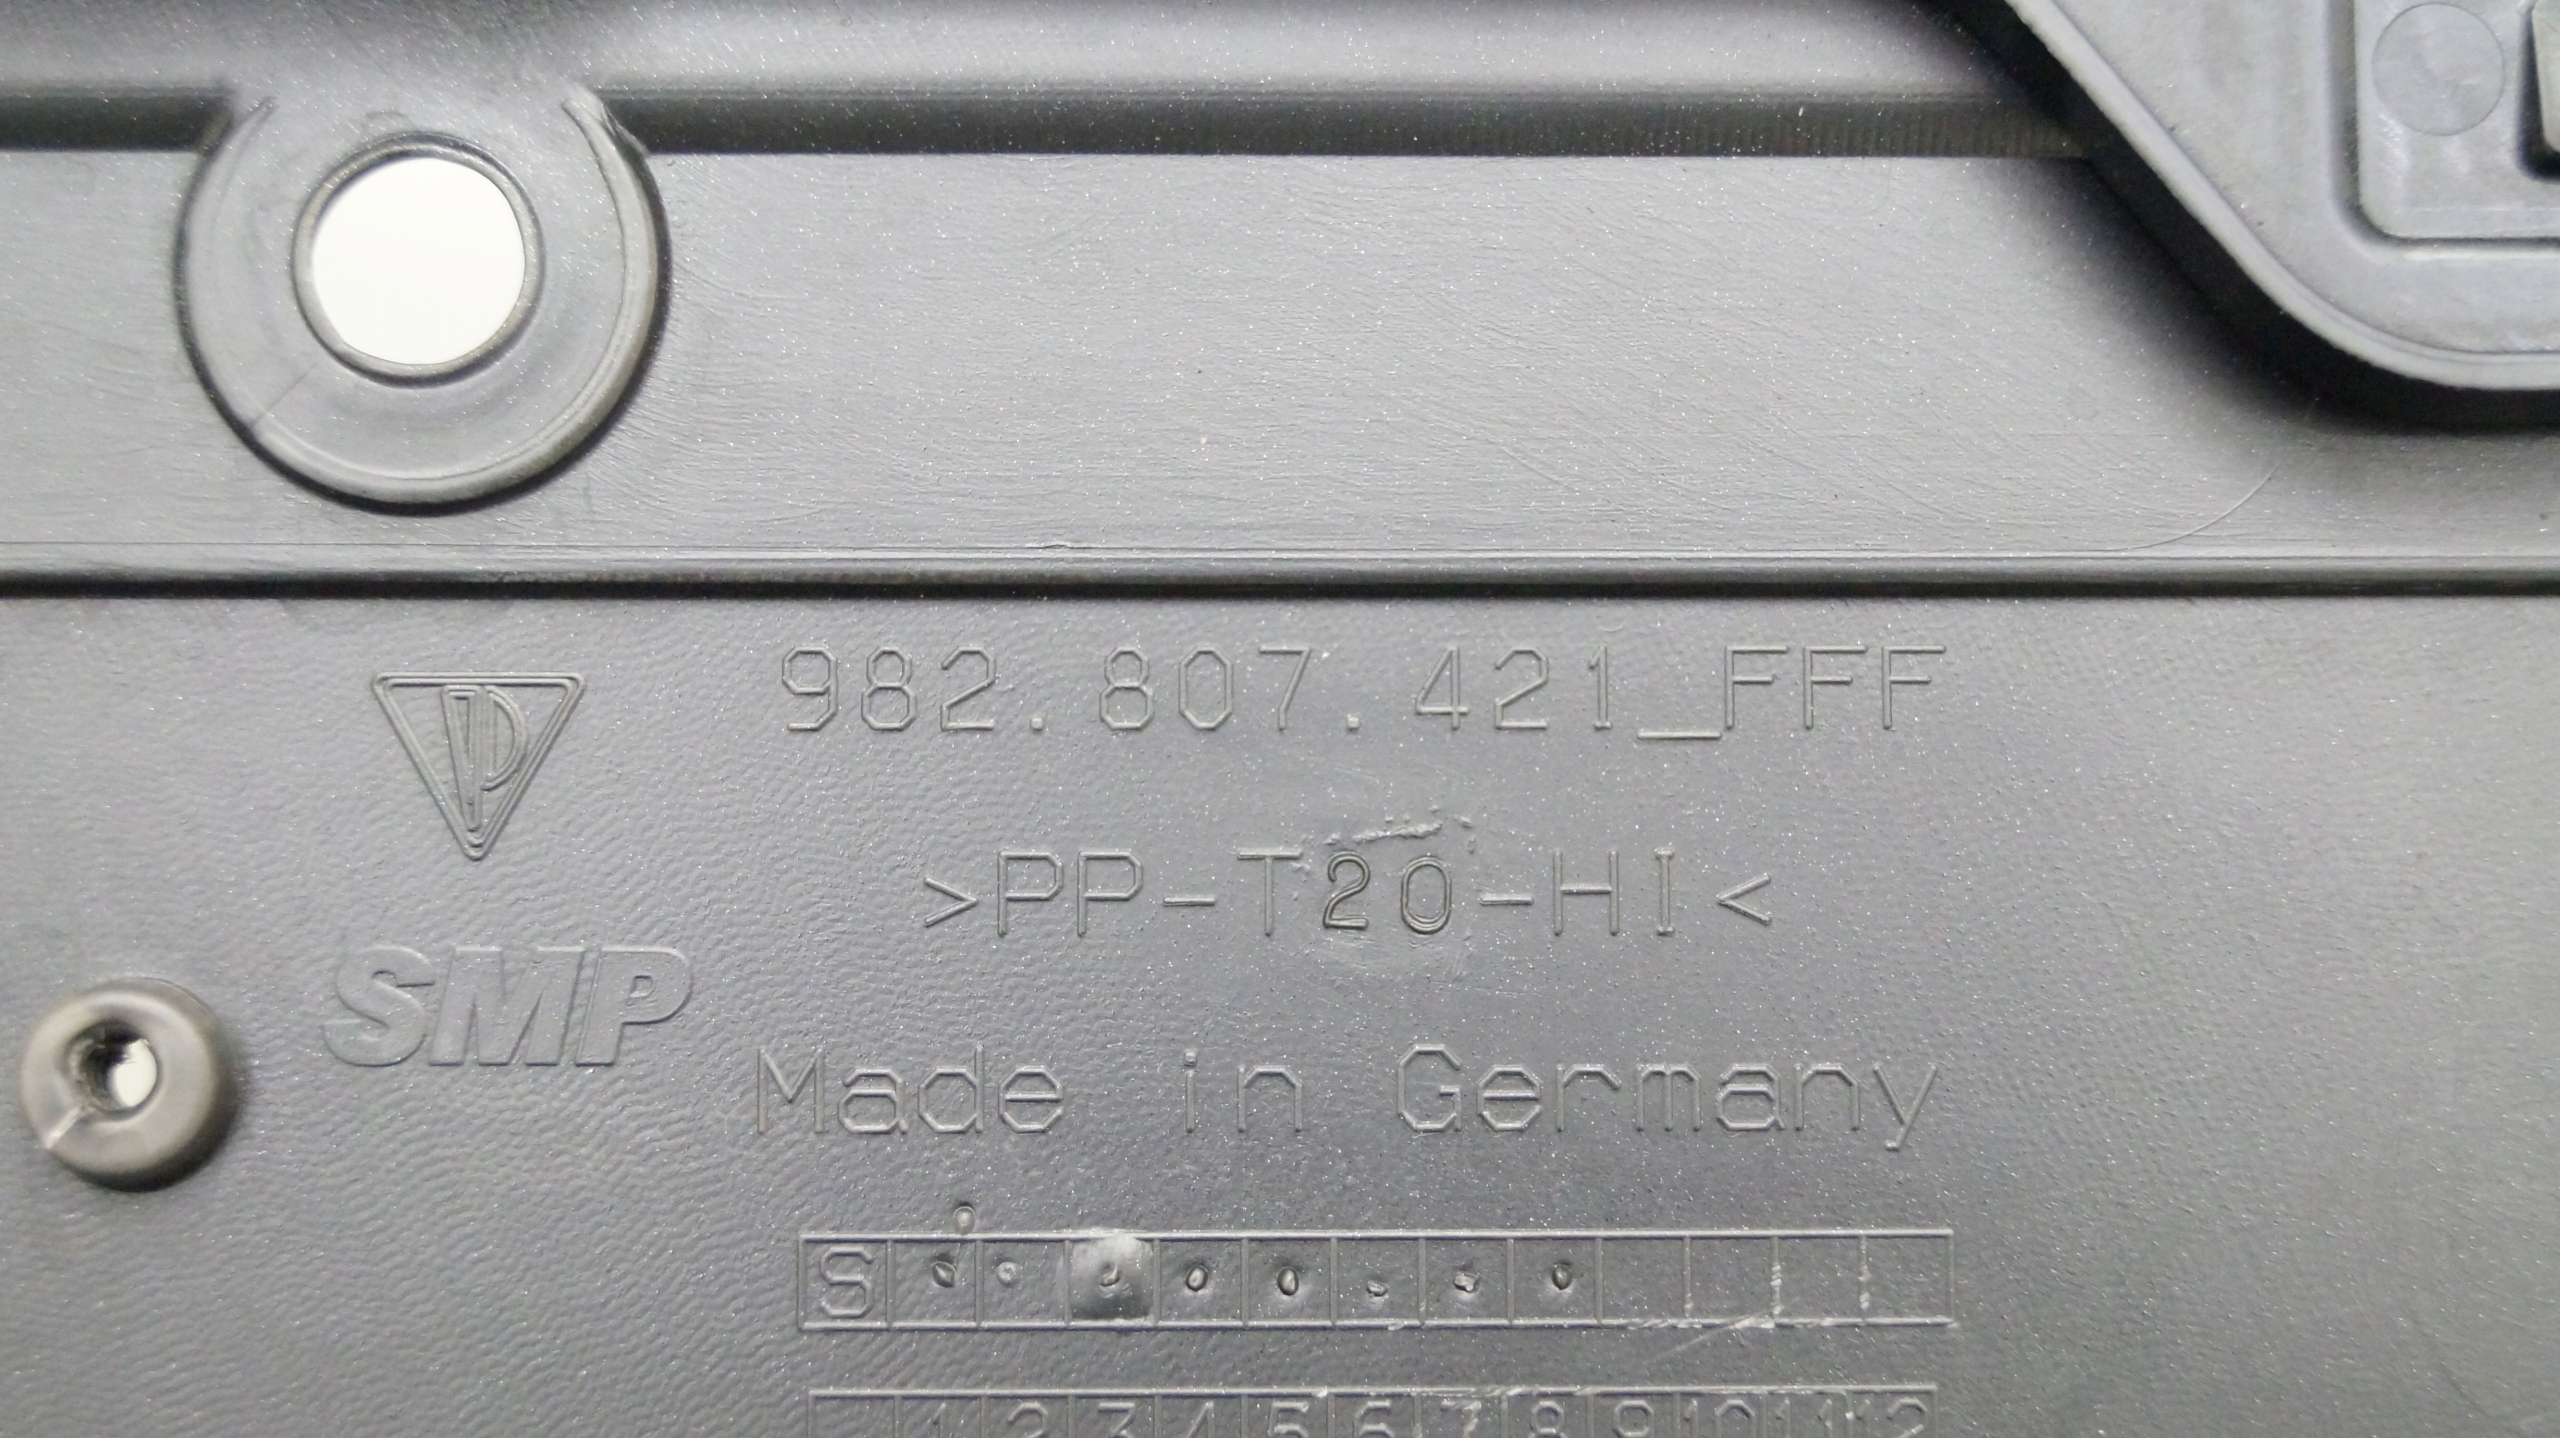 982.807.421_FFF
>PP-T20-HI<
SMP
Made in Germany
S
1 2 3 4 5 6 7 8 9 10 11 12